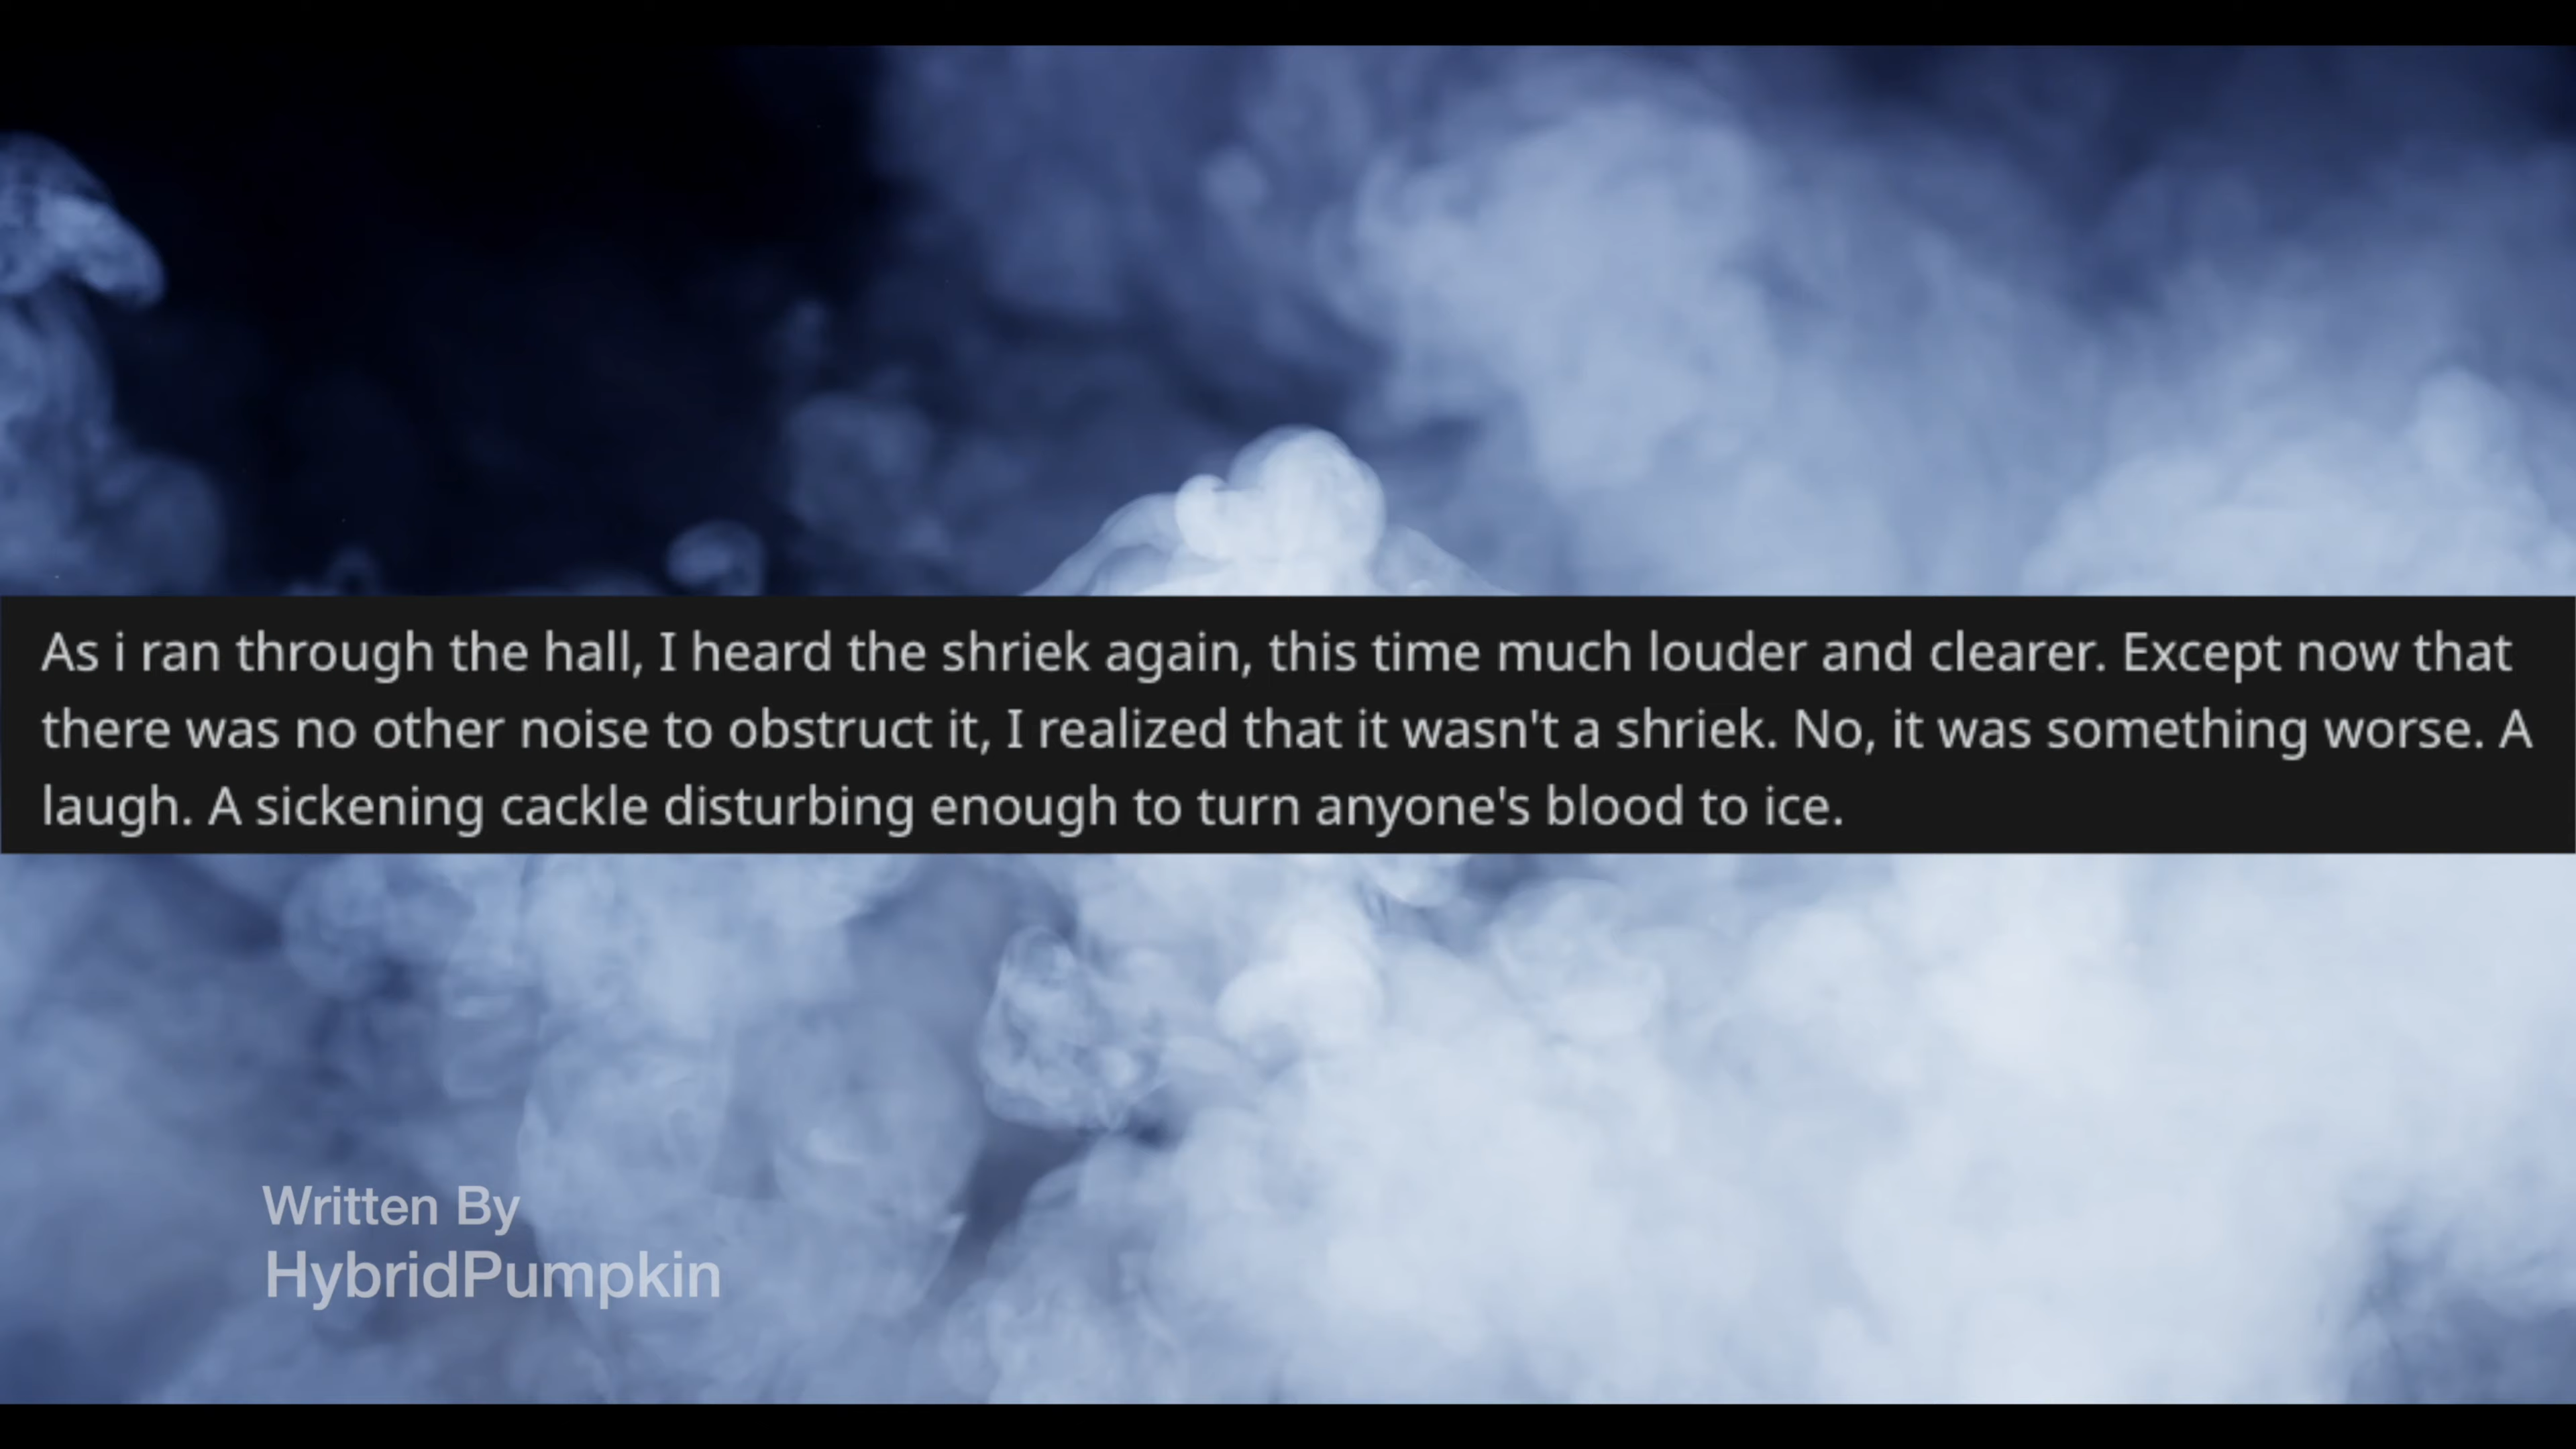 As i ran through the hall, I heard the shriek again, this time much louder and clearer. Except now that
there was no other noise to obstruct it, I realized that it wasn't a shriek. No, it was something worse. A
laugh. A sickening cackle disturbing enough to turn anyone's blood to ice.
Written By
HybridPumpkin